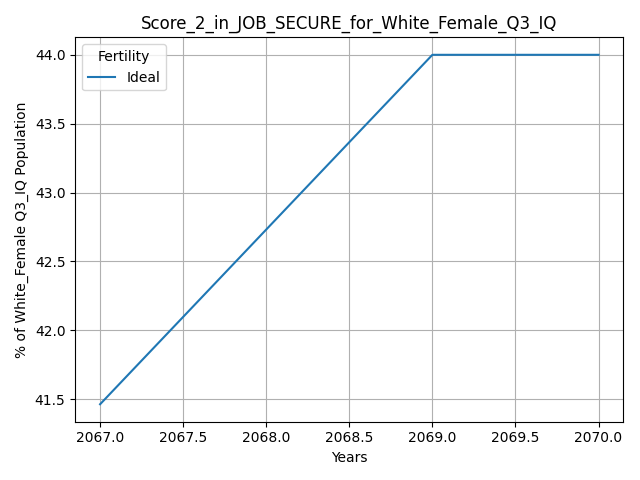 Score_2_in_JOB_SECURE_for_White_Female_Q3_IQ
Fertility
Ideal
% of White_Female Q3_IQ Population
44.0
43.5
43.0
42.5
42.0
41.5
2067.0 2067.5 2068.0 2068.5 2069.0 2069.5 2070.0
Years